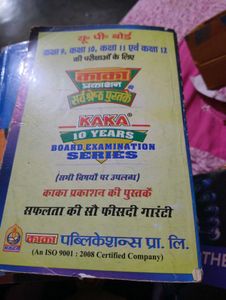 यू. पी. बोर्ड
कक्षा 9, कक्षा 10, कक्षा 11 एवं कक्षा 12
की परीक्षाओं के लिए
काका
प्रकाशन
की
सर्वश्रेष्ठ पुस्तकें
KAKA
10 YEARS
BOARD EXAMINATION
SERIES
(सभी विषयों पर उपलब्ध)
काका प्रकाशन की पुस्तकें
सफलता की सौ फीसदी गारंटी
काका पब्लिकेशन्स प्रा. लि.
(An ISO 9001 : 2008 Certified Company)
THE